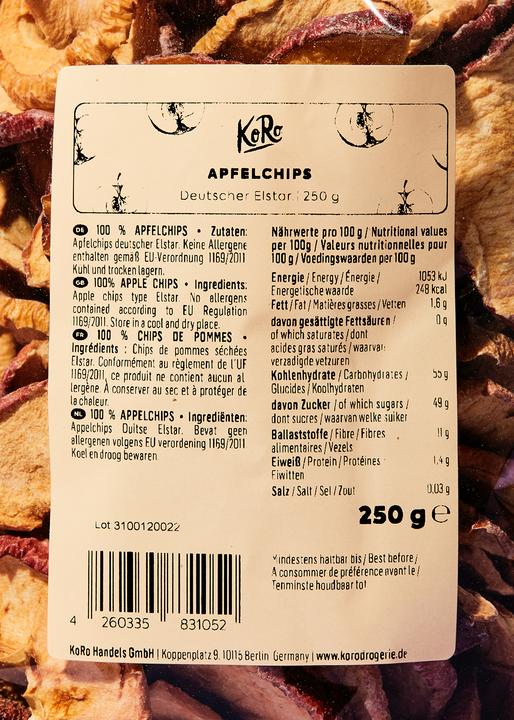 KoRo
APFELCHIPS
Deutscher Elstar | 250 g
DE 100 % APFELCHIPS • Zutaten:
Apfelchips deutscher Elstar. Keine Allergene
enthalten gemäß EU-Verordnung 1169/2011
Kühl und trocken lagern.
GB 100% APPLE CHIPS • Ingredients:
Apple chips type Elstar. No allergens
contained according to EU Regulation
1169/2011. Store in a cool and dry place.
FR 100 % CHIPS DE POMMES •
Ingrédients : Chips de pommes séchées
Elstar. Conformément au règlement de l'UE
1169/2011, ce produit ne contient aucun al
lergène. A conserver au sec et à protéger de
la chaleur.
NL 100 % APPELCHIPS • Ingrediënten:
Appelchips Duitse Elstar. Bevat geen
allergenen volgens EU verordening 1169/2011
Koel en droog bewaren
Lot 3100120022
4 260335 831052
Nährwerte pro 100 g / Nutritional values
per 100g / Valeurs nutritionnelles pour
100 g / Voedingswaarden per 100 g
Energie / Energy / Énergie / 1053 kJ
Energetische waarde 248 kcal
Fett / Fat / Matières grasses / Vetten 1,6 g
davon gesättigte Fettsäuren / 0 g
of which saturates / dont
acides gras saturés / waarvan
verzadigde vetzuren
Kohlenhydrate / Carbohydrates / 55 g
Glucides / Koolhydraten
davon Zucker / of which sugars / 49 g
dont sucres / waarvan welke suiker
Ballaststoffe / Fibre / Fibres 11 g
alimentaires / Vezels
Eiweiß / Protein / Protéines 1,4 g
Eiwitten
Salz / Salt / Sel / Zout 0,03 g
250 g ℮
Mindestens haltbar bis / Best before /
A consommer de préférence avant le /
Tenminste houdbaar tot
KoRo Handels GmbH | Koppenplatz 9, 10115 Berlin Germany | www.korodrogerie.de